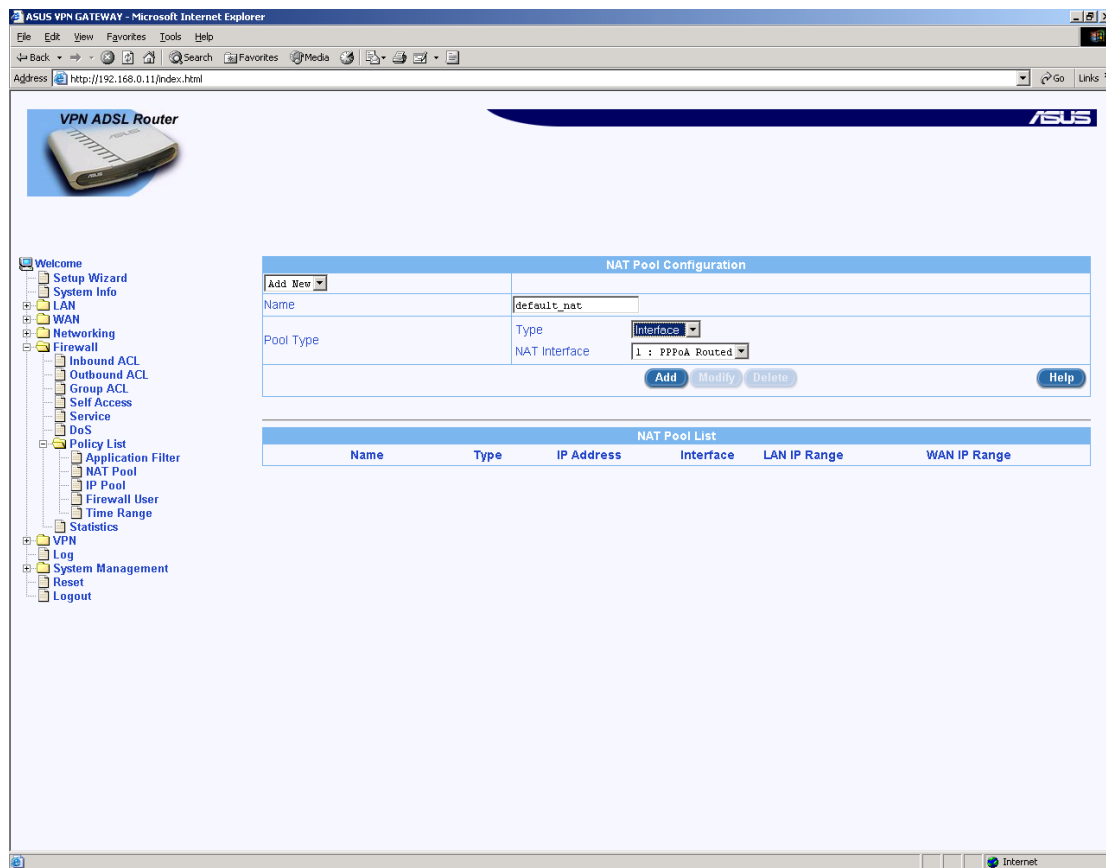 ASUS VPN GATEWAY - Microsoft Internet Explorer
File Edit View Favorites Tools Help
Back Search Favorites Media
Address http://192.168.0.11/index.html Go Links
VPN ADSL Router
ASUS
Welcome
Setup Wizard
System Info
LAN
WAN
Networking
Firewall
Inbound ACL
Outbound ACL
Group ACL
Self Access
Service
DoS
Policy List
Application Filter
NAT Pool
IP Pool
Firewall User
Time Range
Statistics
VPN
Log
System Management
Reset
Logout
NAT Pool Configuration
Add New
Name default_nat
Pool Type
Type Interface
NAT Interface 1 : PPPoA Routed
Add Modify Delete Help
NAT Pool List
Name Type IP Address Interface LAN IP Range WAN IP Range
Internet